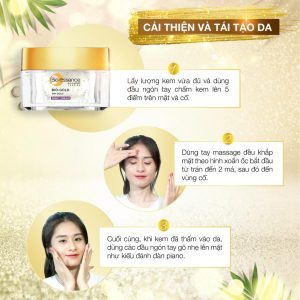 CẢI THIỆN VÀ TÁI TẠO DA
Bio-essence
BIO-GOLD
Lấy lượng kem vừa đủ và dùng
đầu ngón tay chấm kem lên 5
điểm trên mặt và cổ.
Dùng tay massage đều khắp
mặt theo hình xoắn ốc bắt đầu
từ trán đến 2 má, sau đó đến
vùng cổ.
Cuối cùng, khi kem đã thấm vào da,
dùng các đầu ngón tay gõ nhẹ lên mặt
như kiểu đánh đàn piano.